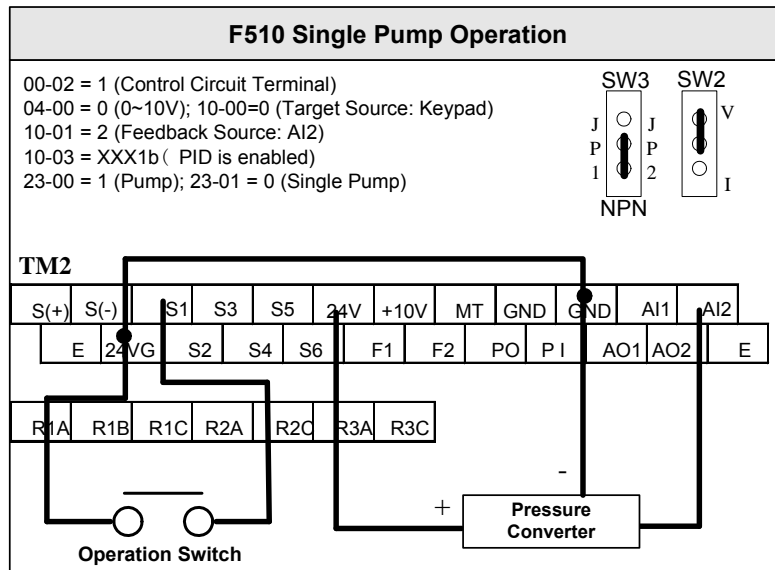 F510 Single Pump Operation
00-02 = 1 (Control Circuit Terminal)
04-00 = 0 (0~10V); 10-00=0 (Target Source: Keypad)
10-01 = 2 (Feedback Source: AI2)
10-03 = XXX1b（ PID is enabled)
23-00 = 1 (Pump); 23-01 = 0 (Single Pump)
SW3 SW2
J J V
P P
1 2 I
NPN
TM2
S(+) S(-) S1 S3 S5 24V +10V MT GND GND AI1 AI2
E 24VG S2 S4 S6 F1 F2 PO P I AO1 AO2 E
R1A R1B R1C R2A R2C R3A R3C
-
+ Pressure
Converter
Operation Switch